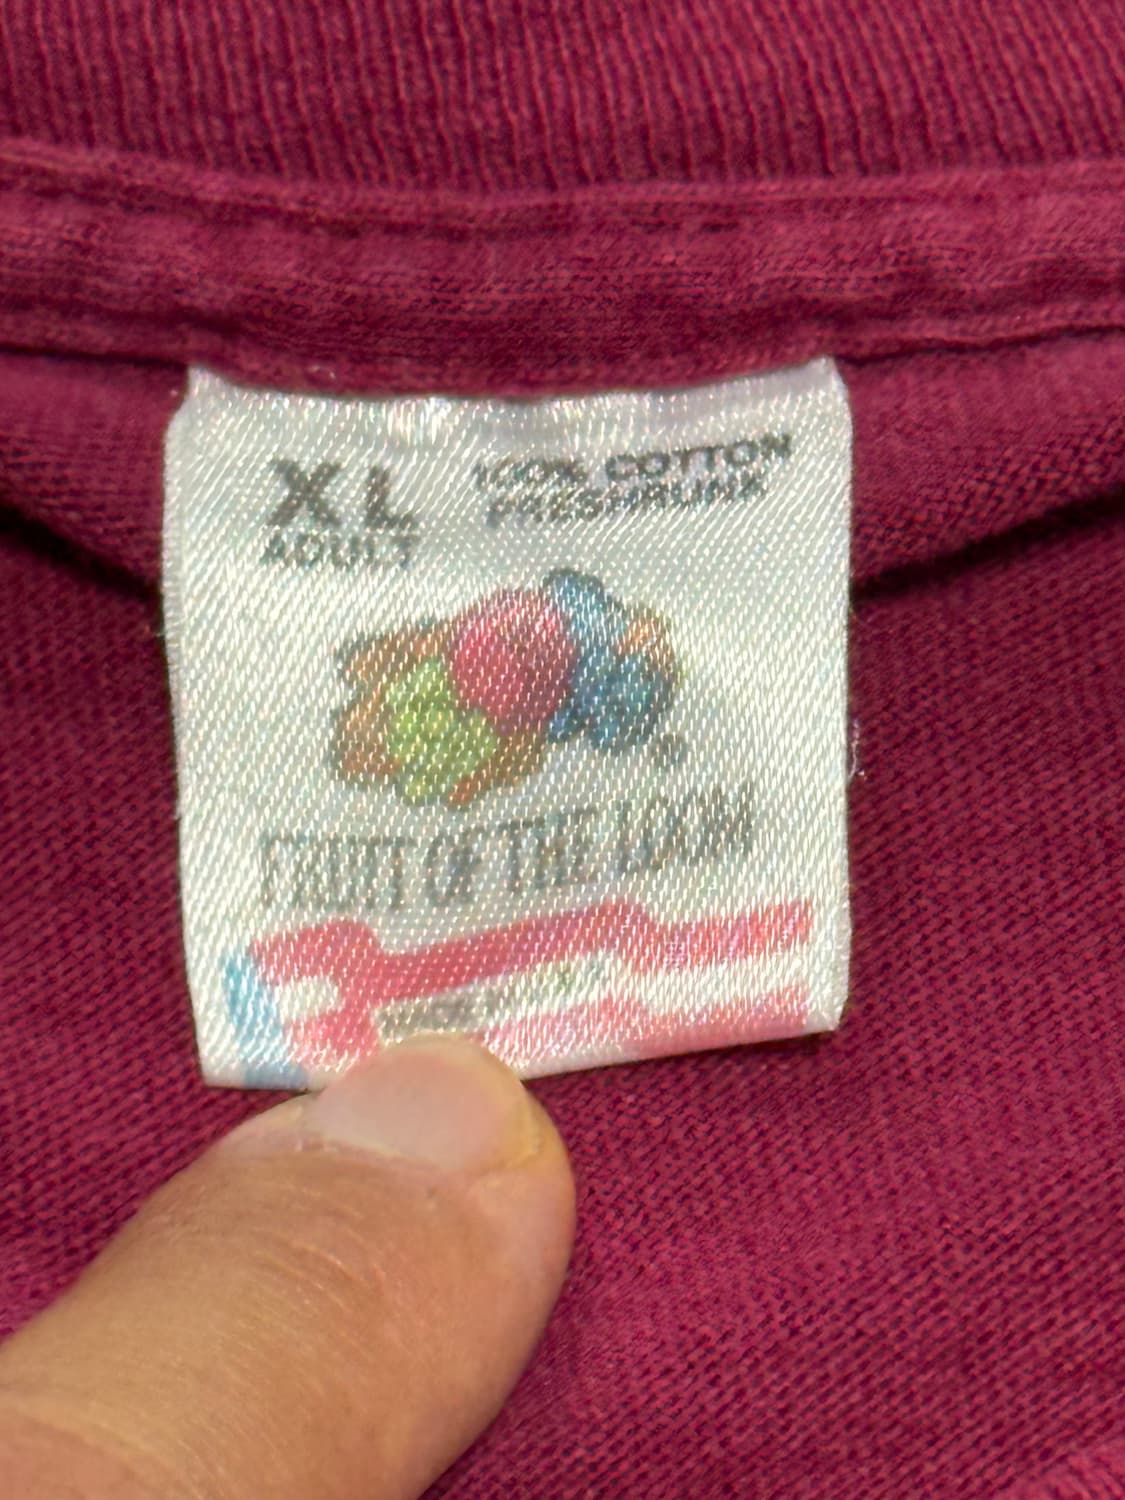 XL
ADULT
100% COTTON
PRESHRUNK
®
FRUIT OF THE LOOM